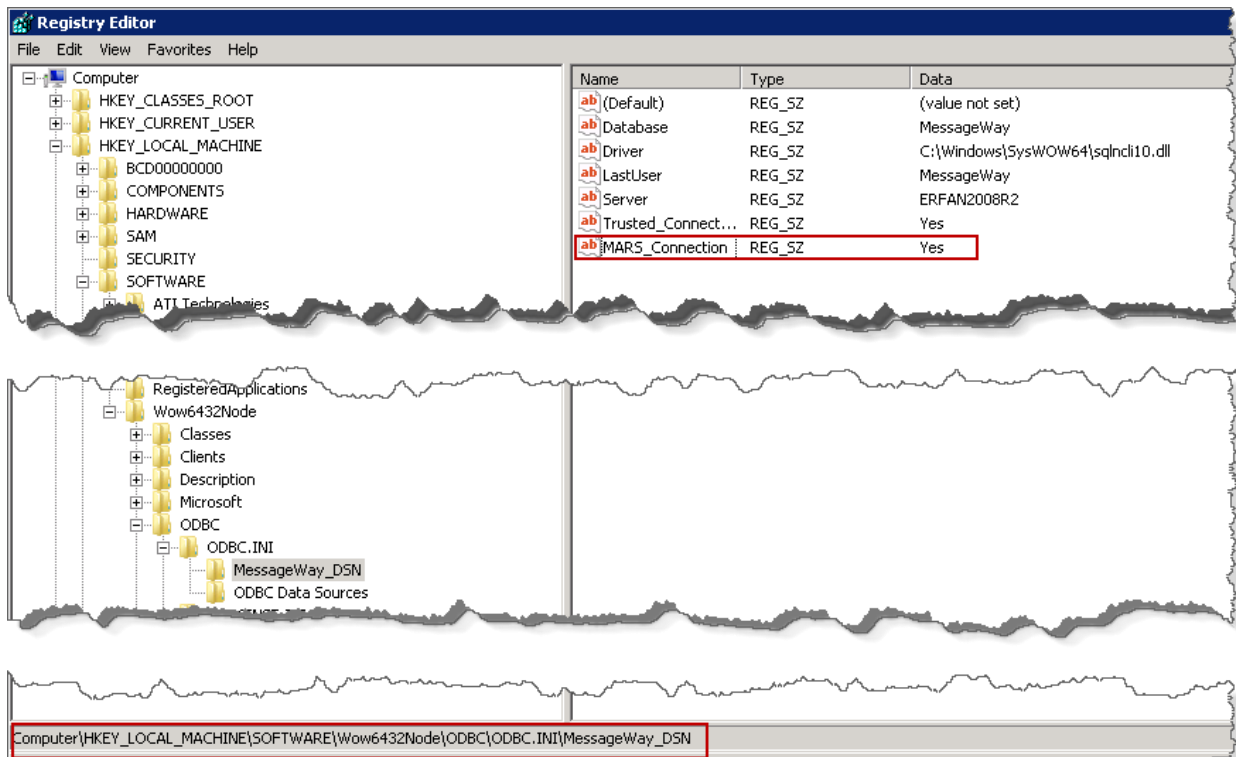 Registry Editor
File Edit View Favorites Help
Computer
HKEY_CLASSES_ROOT
HKEY_CURRENT_USER
HKEY_LOCAL_MACHINE
BCD00000000
COMPONENTS
HARDWARE
SAM
SECURITY
SOFTWARE
ATI Technologies
Name Type Data
(Default) REG_SZ (value not set)
Database REG_SZ MessageWay
Driver REG_SZ C:\Windows\SysWOW64\sqlncli10.dll
LastUser REG_SZ MessageWay
Server REG_SZ ERFAN2008R2
Trusted_Connect... REG_SZ Yes
MARS_Connection REG_SZ Yes
RegisteredApplications
Wow6432Node
Classes
Clients
Description
Microsoft
ODBC
ODBC.INI
MessageWay_DSN
ODBC Data Sources
Computer\HKEY_LOCAL_MACHINE\SOFTWARE\Wow6432Node\ODBC\ODBC.INI\MessageWay_DSN